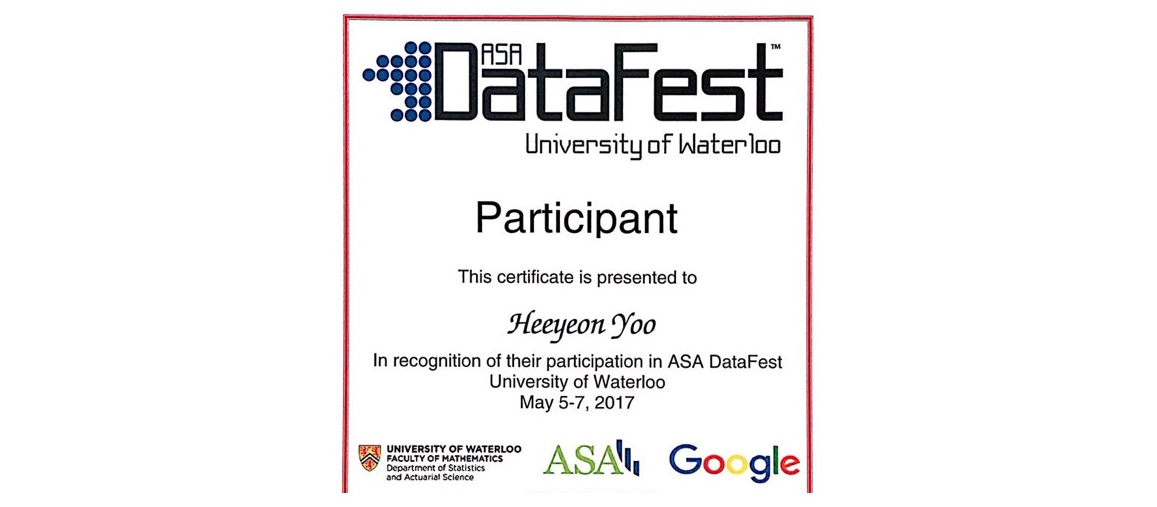 ASA
DataFest™
University of Waterloo
Participant
This certificate is presented to
Heeyeon Yoo
In recognition of their participation in ASA DataFest
University of Waterloo
May 5-7, 2017
UNIVERSITY OF WATERLOO
FACULTY OF MATHEMATICS
Department of Statistics
and Actuarial Science
ASA
Google